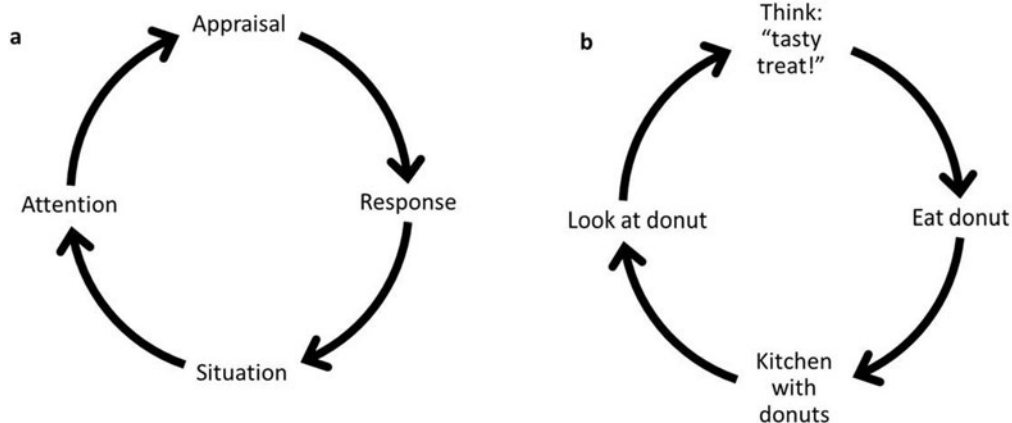 a
Appraisal
Attention
Response
Situation
b
Think:
“tasty
treat!”
Look at donut
Eat donut
Kitchen
with
donuts